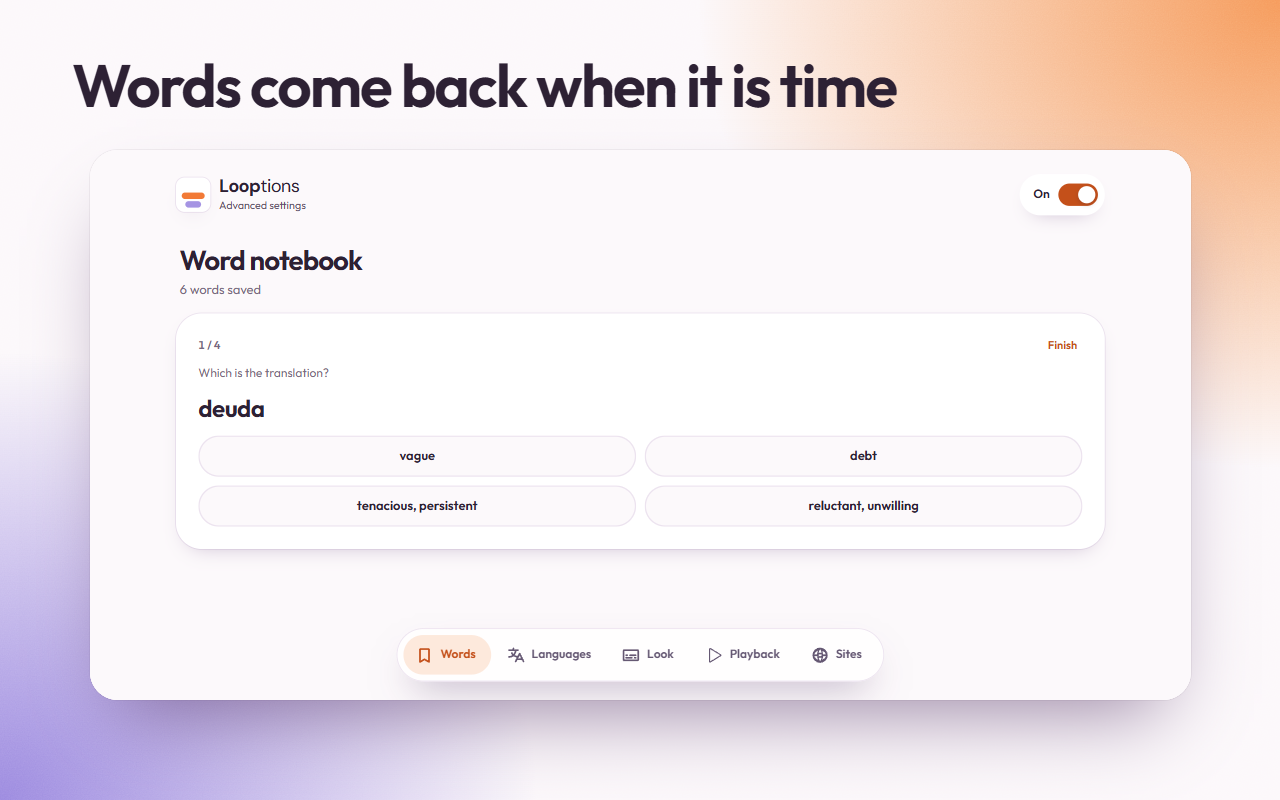 Words come back when it is time
Looptions
Advanced settings
On
Word notebook
6 words saved
1 / 4
Finish
Which is the translation?
deuda
vague
debt
tenacious, persistent
reluctant, unwilling
Words
Languages
Look
Playback
Sites